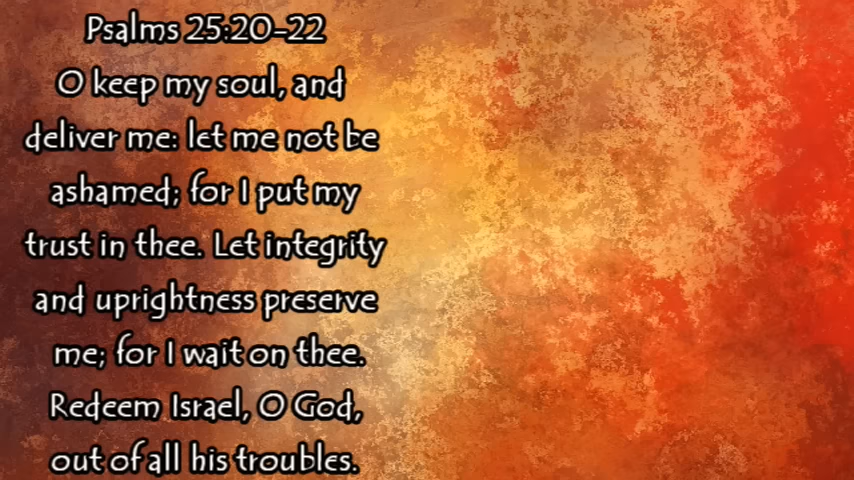 Psalms 25:20-22
O keep my soul, and
deliver me: let me not be
ashamed; for I put my
trust in thee. Let integrity
and uprightness preserve
me; for I wait on thee.
Redeem Israel, O God,
out of all his troubles.